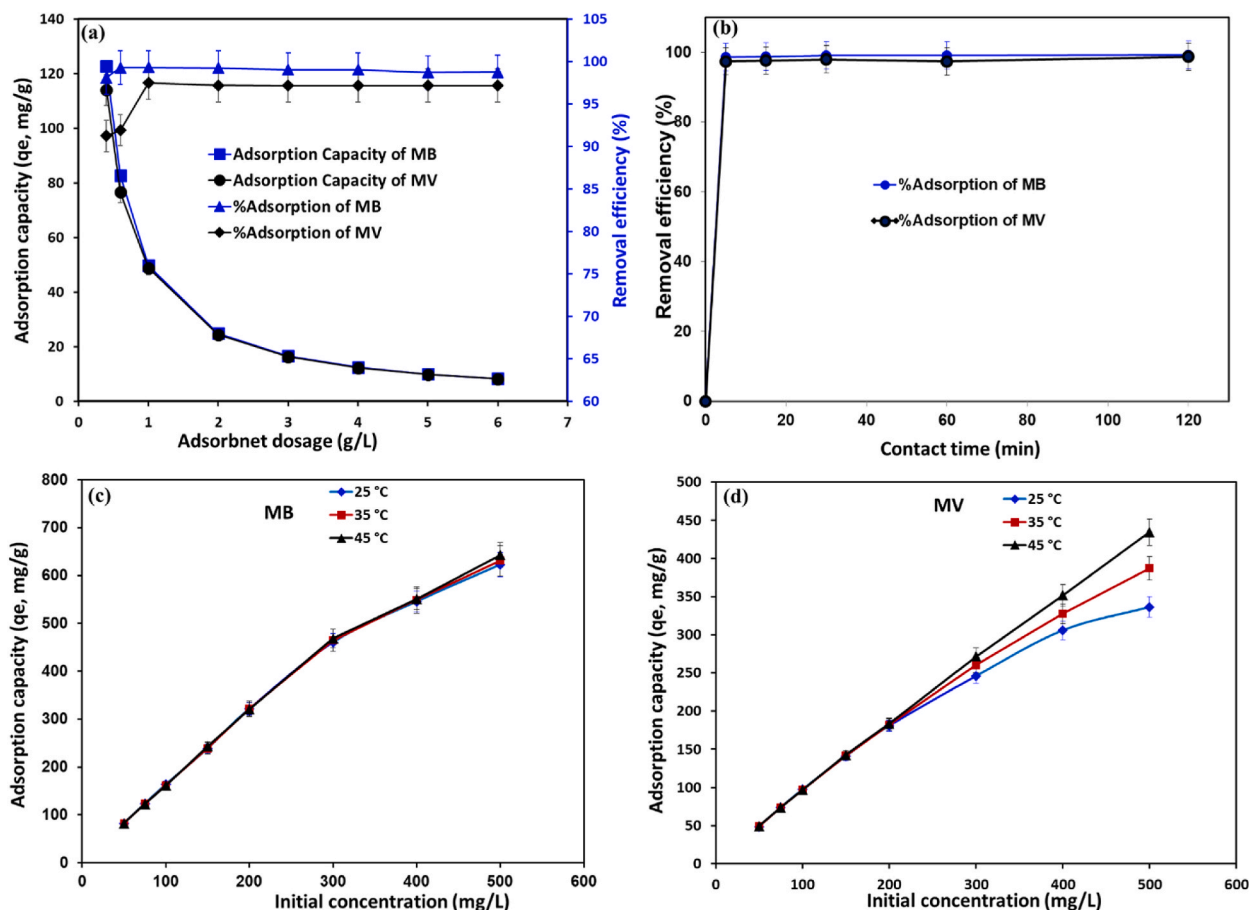 (a)
Adsorption capacity (qe, mg/g)
140
120
100
80
60
40
20
0
Adsorption Capacity of MB
Adsorption Capacity of MV
%Adsorption of MB
%Adsorption of MV
105
100
95
90
85
80
75
70
65
60
Removal efficiency (%)
0 1 2 3 4 5 6 7
Adsorbnet dosage (g/L)
(b)
Removal efficiency (%)
100
80
60
40
20
0
%Adsorption of MB
%Adsorption of MV
0 20 40 60 80 100 120
Contact time (min)
(c)
MB
25 °C
35 °C
45 °C
Adsorption capacity (qe, mg/g)
800
700
600
500
400
300
200
100
0
0 100 200 300 400 500 600
Initial concentration (mg/L)
(d)
MV
25 °C
35 °C
45 °C
Adsorption capacity (qe, mg/g)
500
450
400
350
300
250
200
150
100
50
0
0 100 200 300 400 500 600
Initial concentration (mg/L)